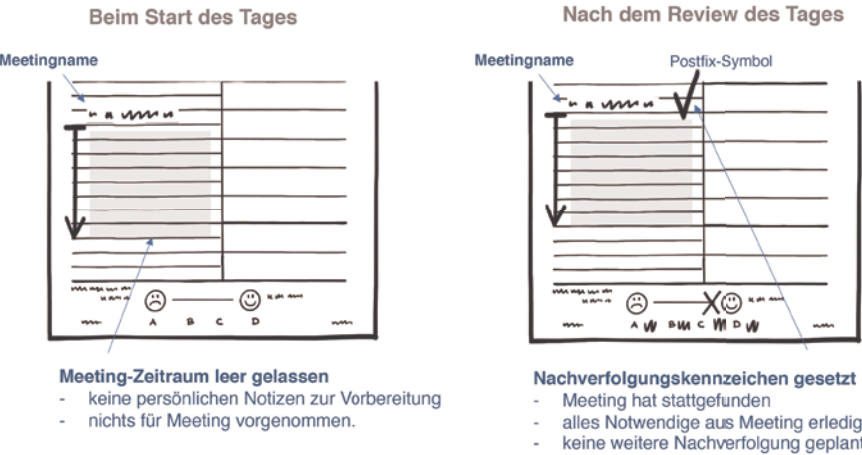 Beim Start des Tages
Meetingname
A B C D
Meeting-Zeitraum leer gelassen
- keine persönlichen Notizen zur Vorbereitung
- nichts für Meeting vorgenommen.
Nach dem Review des Tages
Meetingname
Postfix-Symbol
A B C D
Nachverfolgungskennzeichen gesetzt
- Meeting hat stattgefunden
- alles Notwendige aus Meeting erledig
- keine weitere Nachverfolgung geplant